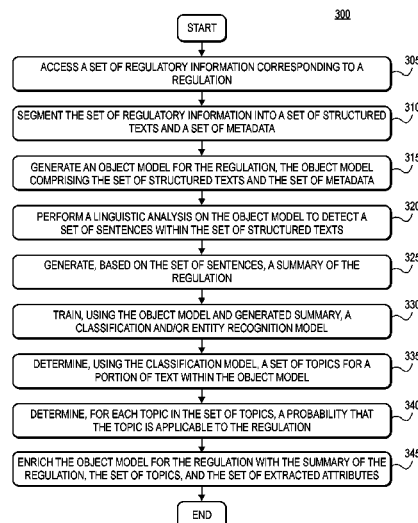 300
START
ACCESS A SET OF REGULATORY INFORMATION CORRESPONDING TO A
REGULATION
305
SEGMENT THE SET OF REGULATORY INFORMATION INTO A SET OF STRUCTURED
TEXTS AND A SET OF METADATA
310
GENERATE AN OBJECT MODEL FOR THE REGULATION, THE OBJECT MODEL
COMPRISING THE SET OF STRUCTURED TEXTS AND THE SET OF METADATA
315
PERFORM A LINGUISTIC ANALYSIS ON THE OBJECT MODEL TO DETECT A
SET OF SENTENCES WITHIN THE SET OF STRUCTURED TEXTS
320
GENERATE, BASED ON THE SET OF SENTENCES, A SUMMARY OF THE
REGULATION
325
TRAIN, USING THE OBJECT MODEL AND GENERATED SUMMARY, A
CLASSIFICATION AND/OR ENTITY RECOGNITION MODEL
330
DETERMINE, USING THE CLASSIFICATION MODEL, A SET OF TOPICS FOR A
PORTION OF TEXT WITHIN THE OBJECT MODEL
335
DETERMINE, FOR EACH TOPIC IN THE SET OF TOPICS, A PROBABILITY THAT
THE TOPIC IS APPLICABLE TO THE REGULATION
340
ENRICH THE OBJECT MODEL FOR THE REGULATION WITH THE SUMMARY OF THE
REGULATION, THE SET OF TOPICS, AND THE SET OF EXTRACTED ATTRIBUTES
345
END